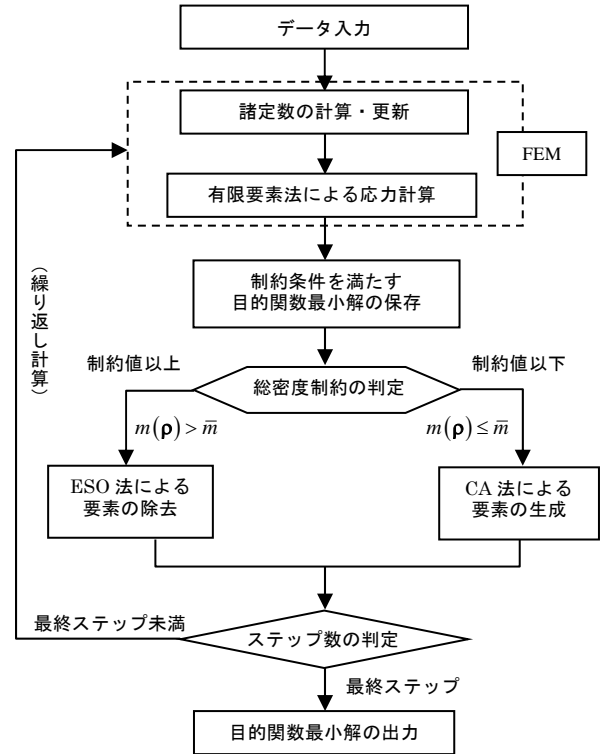 データ入力
諸定数の計算・更新
FEM
有限要素法による応力計算
(繰り返し計算)
制約条件を満たす
目的関数最小解の保存
制約値以上
制約値以下
総密度制約の判定
m(ρ) > m̅
m(ρ) ≤ m̅
ESO 法による
要素の除去
CA 法による
要素の生成
最終ステップ未満
ステップ数の判定
最終ステップ
目的関数最小解の出力